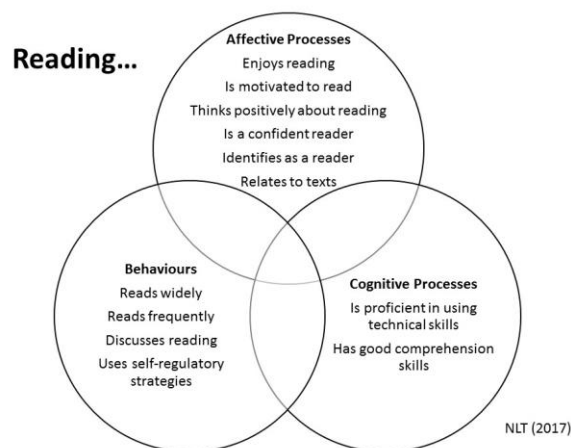 Reading...
Affective Processes
Enjoys reading
Is motivated to read
Thinks positively about reading
Is a confident reader
Identifies as a reader
Relates to texts
Behaviours
Reads widely
Reads frequently
Discusses reading
Uses self-regulatory
strategies
Cognitive Processes
Is proficient in using
technical skills
Has good comprehension
skills
NLT (2017)